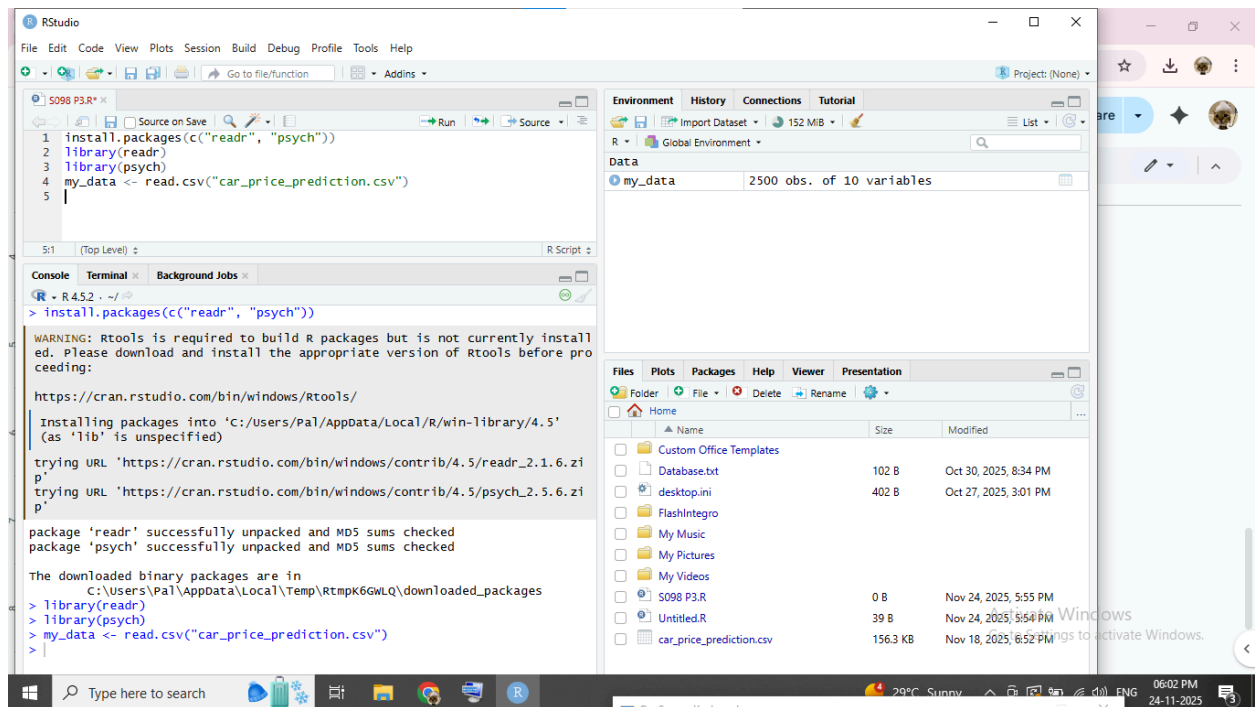 RStudio
File Edit Code View Plots Session Build Debug Profile Tools Help
Go to file/function Addins Project: (None)
S098 P3.R*
Source on Save Run Source
1 install.packages(c("readr", "psych"))
2 library(readr)
3 library(psych)
4 my_data <- read.csv("car_price_prediction.csv")
5
5:1 (Top Level) R Script
Console Terminal Background Jobs
R 4.5.2 · ~/
> install.packages(c("readr", "psych"))
WARNING: Rtools is required to build R packages but is not currently install
ed. Please download and install the appropriate version of Rtools before pro
ceeding:
https://cran.rstudio.com/bin/windows/Rtools/
Installing packages into ‘C:/Users/Pal/AppData/Local/R/win-library/4.5’
(as ‘lib’ is unspecified)
trying URL 'https://cran.rstudio.com/bin/windows/contrib/4.5/readr_2.1.6.zi
p'
trying URL 'https://cran.rstudio.com/bin/windows/contrib/4.5/psych_2.5.6.zi
p'
package ‘readr’ successfully unpacked and MD5 sums checked
package ‘psych’ successfully unpacked and MD5 sums checked
The downloaded binary packages are in
C:\Users\Pal\AppData\Local\Temp\RtmpK6GWLQ\downloaded_packages
> library(readr)
> library(psych)
> my_data <- read.csv("car_price_prediction.csv")
>
Environment History Connections Tutorial
Import Dataset 152 MiB List
R Global Environment
Data
my_data 2500 obs. of 10 variables
Files Plots Packages Help Viewer Presentation
Folder File Delete Rename
Home ...
Name Size Modified
Custom Office Templates
Database.txt 102 B Oct 30, 2025, 8:34 PM
desktop.ini 402 B Oct 27, 2025, 3:01 PM
FlashIntegro
My Music
My Pictures
My Videos
S098 P3.R 0 B Nov 24, 2025, 5:55 PM
Untitled.R 39 B Nov 24, 2025, 5:54 PM
car_price_prediction.csv 156.3 KB Nov 18, 2025, 6:52 PM
are
Activate Windows
Go to Settings to activate Windows.
Type here to search
4 29°C Sunny ENG 06:02 PM
24-11-2025 3